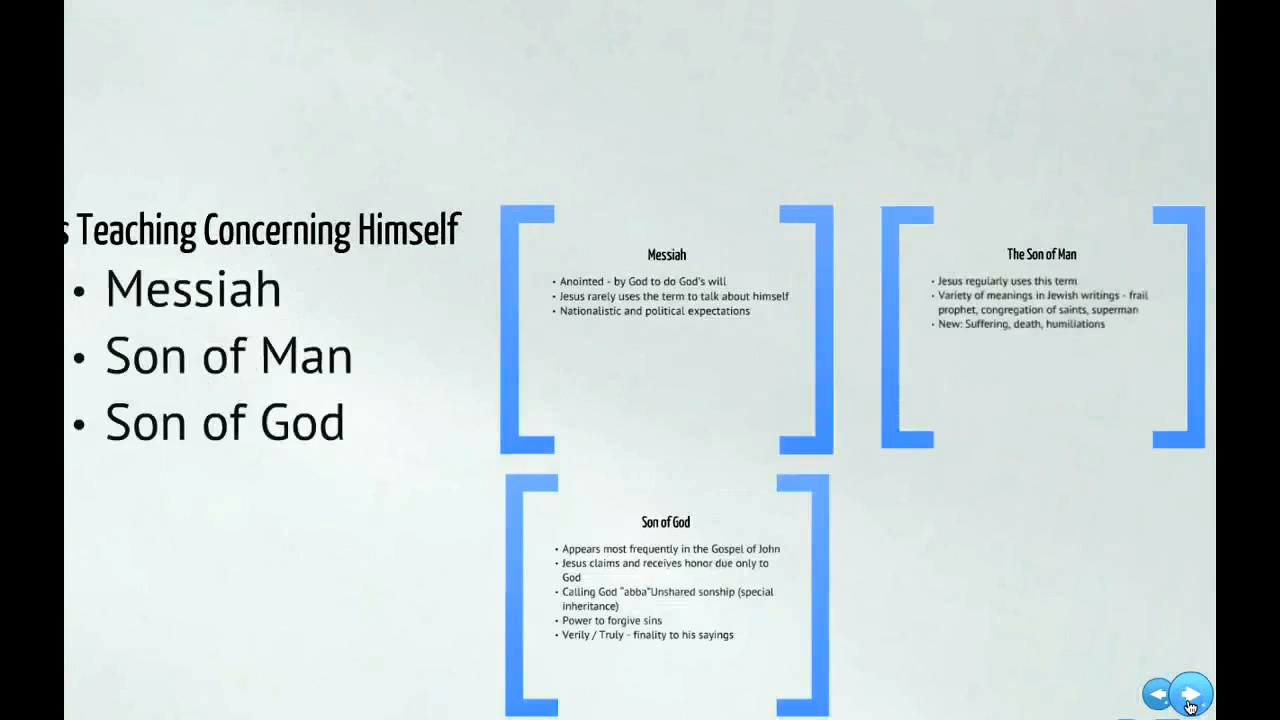 s Teaching Concerning Himself
• Messiah
• Son of Man
• Son of God
Messiah
• Anointed - by God to do God's will
• Jesus rarely uses the term to talk about himself
• Nationalistic and political expectations
The Son of Man
• Jesus regularly uses this term
• Variety of meanings in Jewish writings - frail
prophet, congregation of saints, superman
• New: Suffering, death, humiliations
Son of God
• Appears most frequently in the Gospel of John
• Jesus claims and receives honor due only to
God
• Calling God "abba"Unshared sonship (special
inheritance)
• Power to forgive sins
• Verily / Truly - finality to his sayings